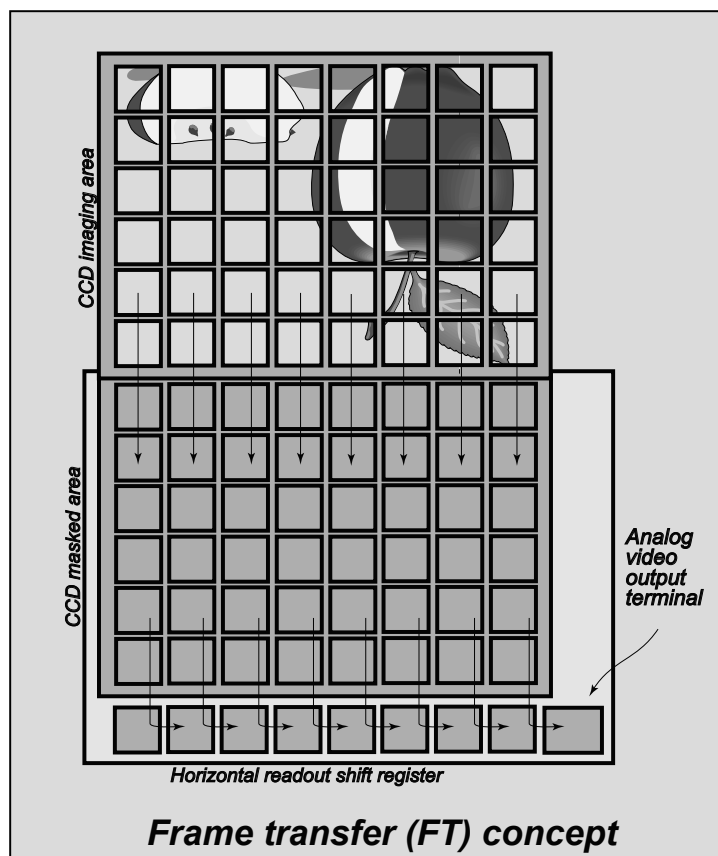 CCD imaging area
CCD masked area
Analog
video
output
terminal
Horizontal readout shift register
Frame transfer (FT) concept